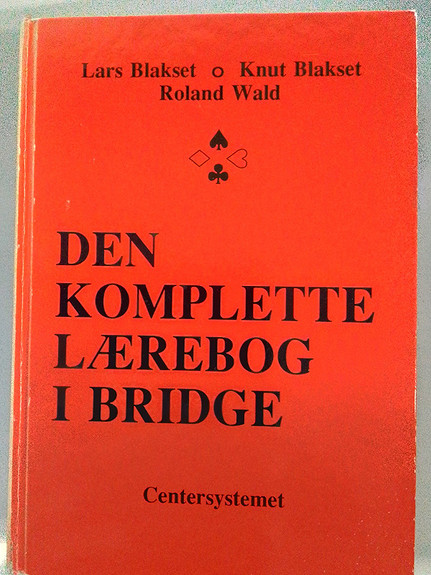 Lars Blakset o Knut Blakset
Roland Wald
DEN
KOMPLETTE
LÆREBOG
I BRIDGE
Centersystemet